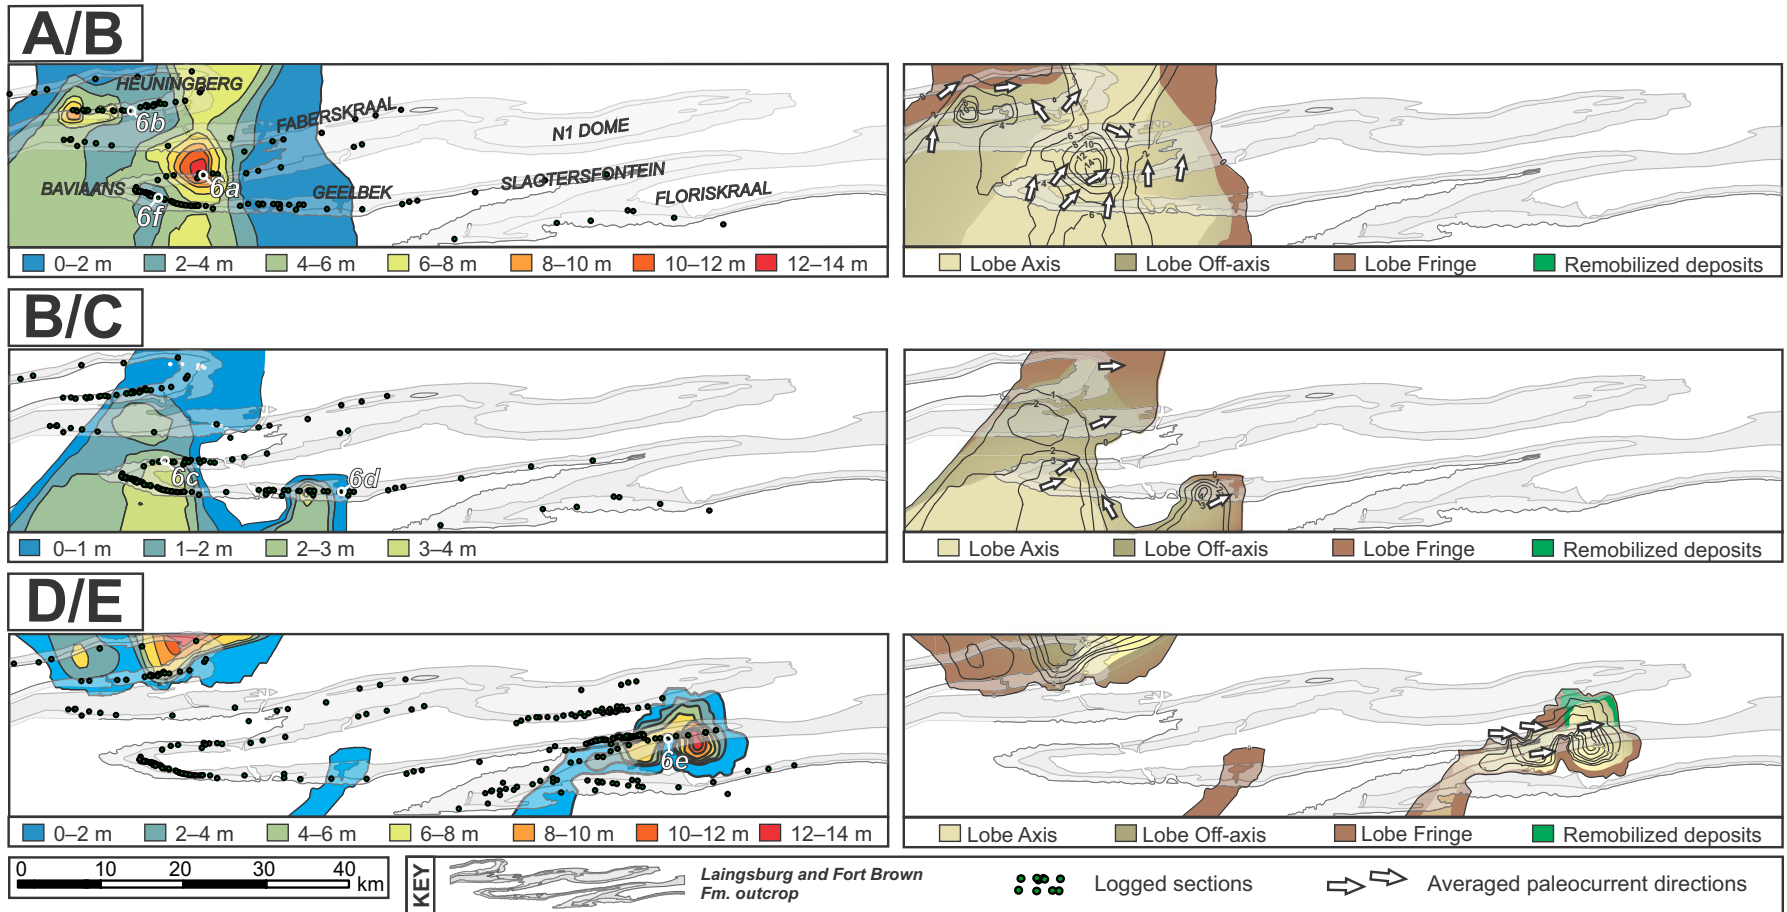 A/B
HEUNINGBERG
6b
FABERSKRAAL
N1 DOME
BAVIAANS
6a
6f
GEELBEK
SLAGTERSFONTEIN
FLORISKRAAL
0–2 m 2–4 m 4–6 m 6–8 m 8–10 m 10–12 m 12–14 m
Lobe Axis Lobe Off-axis Lobe Fringe Remobilized deposits
B/C
6c
6d
0–1 m 1–2 m 2–3 m 3–4 m
Lobe Axis Lobe Off-axis Lobe Fringe Remobilized deposits
D/E
6e
0–2 m 2–4 m 4–6 m 6–8 m 8–10 m 10–12 m 12–14 m
Lobe Axis Lobe Off-axis Lobe Fringe Remobilized deposits
0 10 20 30 40
km
KEY
Laingsburg and Fort Brown
Fm. outcrop
Logged sections
Averaged paleocurrent directions